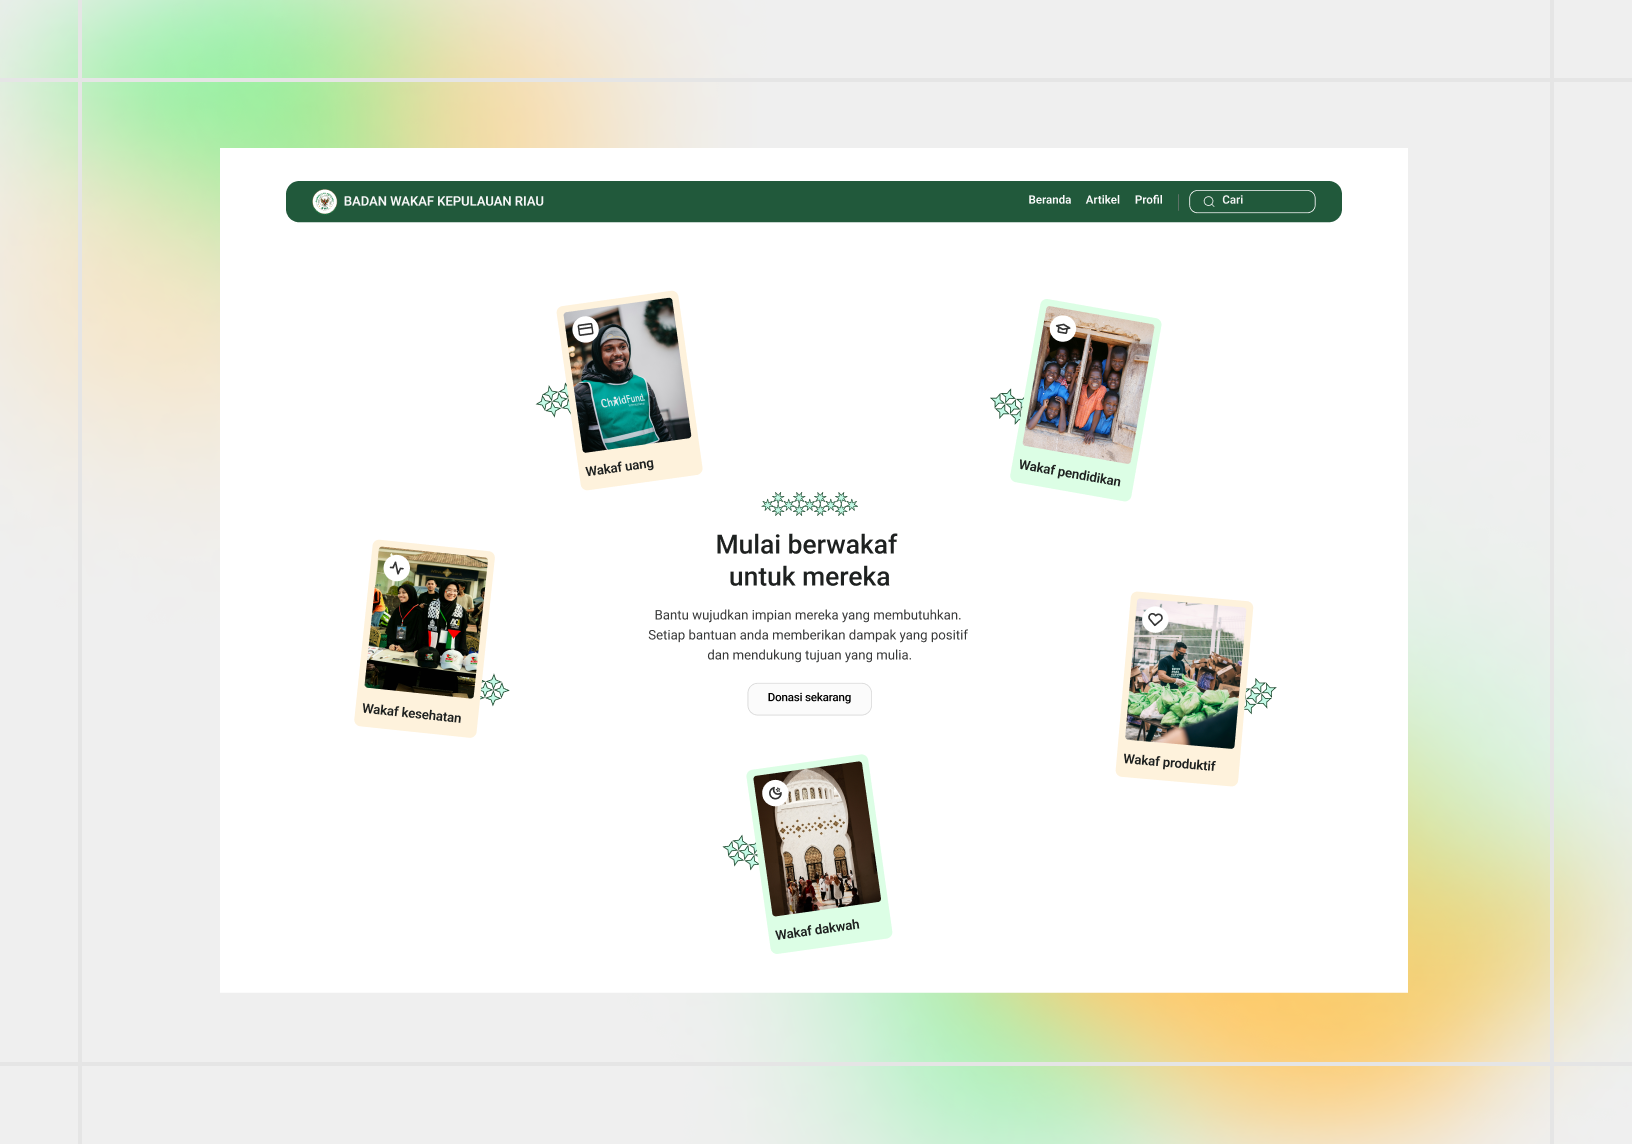 BADAN WAKAF KEPULAUAN RIAU
Beranda Artikel Profil Cari
ChildFund
Wakaf uang
Wakaf pendidikan
Mulai berwakaf
untuk mereka
Bantu wujudkan impian mereka yang membutuhkan.
Setiap bantuan anda memberikan dampak yang positif
dan mendukung tujuan yang mulia.
Donasi sekarang
Wakaf kesehatan
Wakaf produktif
Wakaf dakwah